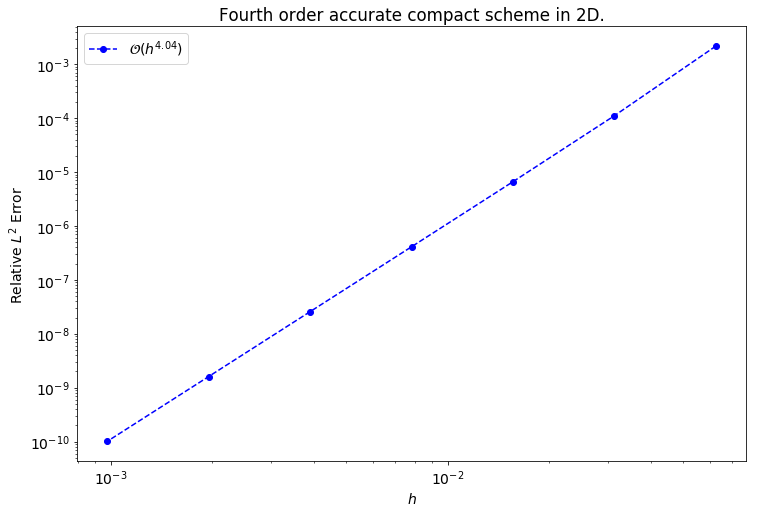 Fourth order accurate compact scheme in 2D.
𝒪(h^{4.04})
10^{-3}
10^{-4}
10^{-5}
10^{-6}
10^{-7}
10^{-8}
10^{-9}
10^{-10}
Relative L^2 Error
10^{-3} 10^{-2}
h